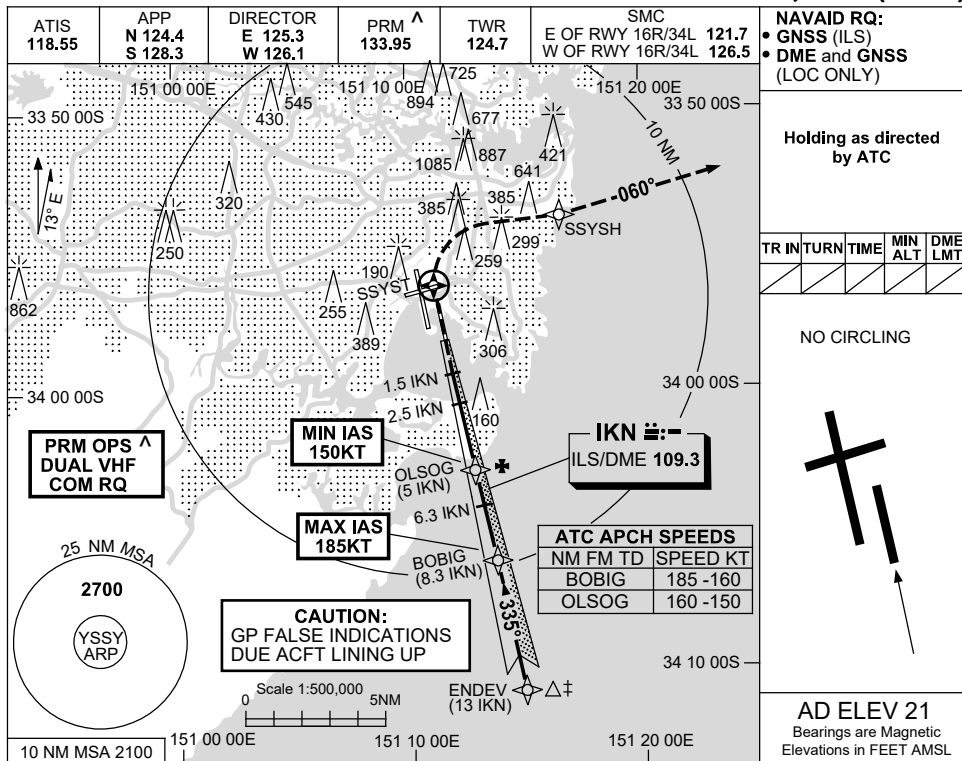 ATIS
118.55
APP
N 124.4
S 128.3
DIRECTOR
E 125.3
W 126.1
PRM ^
133.95
TWR
124.7
SMC
E OF RWY 16R/34L 121.7
W OF RWY 16R/34L 126.5
NAVAID RQ:
• GNSS (ILS)
• DME and GNSS
(LOC ONLY)
Holding as directed
by ATC
TR IN
TURN
TIME
MIN
ALT
DME
LMT
NO CIRCLING
AD ELEV 21
Bearings are Magnetic
Elevations in FEET AMSL
151 00 00E
151 10 00E
151 20 00E
33 50 00S
33 50 00S
10 NM
725
894
545
430
677
1085
887
421
641
320
385
385
060°
SSYSH
13° E
250
299
259
190
SSYST
862
255
389
306
34 00 00S
34 00 00S
1.5 IKN
2.5 IKN
160
PRM OPS ^
DUAL VHF
COM RQ
MIN IAS
150KT
OLSOG
(5 IKN)
IKN
ILS/DME 109.3
6.3 IKN
MAX IAS
185KT
BOBIG
(8.3 IKN)
ATC APCH SPEEDS
NM FM TD
SPEED KT
BOBIG
185 -160
OLSOG
160 -150
25 NM MSA
2700
YSSY
ARP
CAUTION:
GP FALSE INDICATIONS
DUE ACFT LINING UP
335°
34 10 00S
Scale 1:500,000
0
5NM
ENDEV
(13 IKN)
‡
10 NM MSA 2100
151 00 00E
151 10 00E
151 20 00E